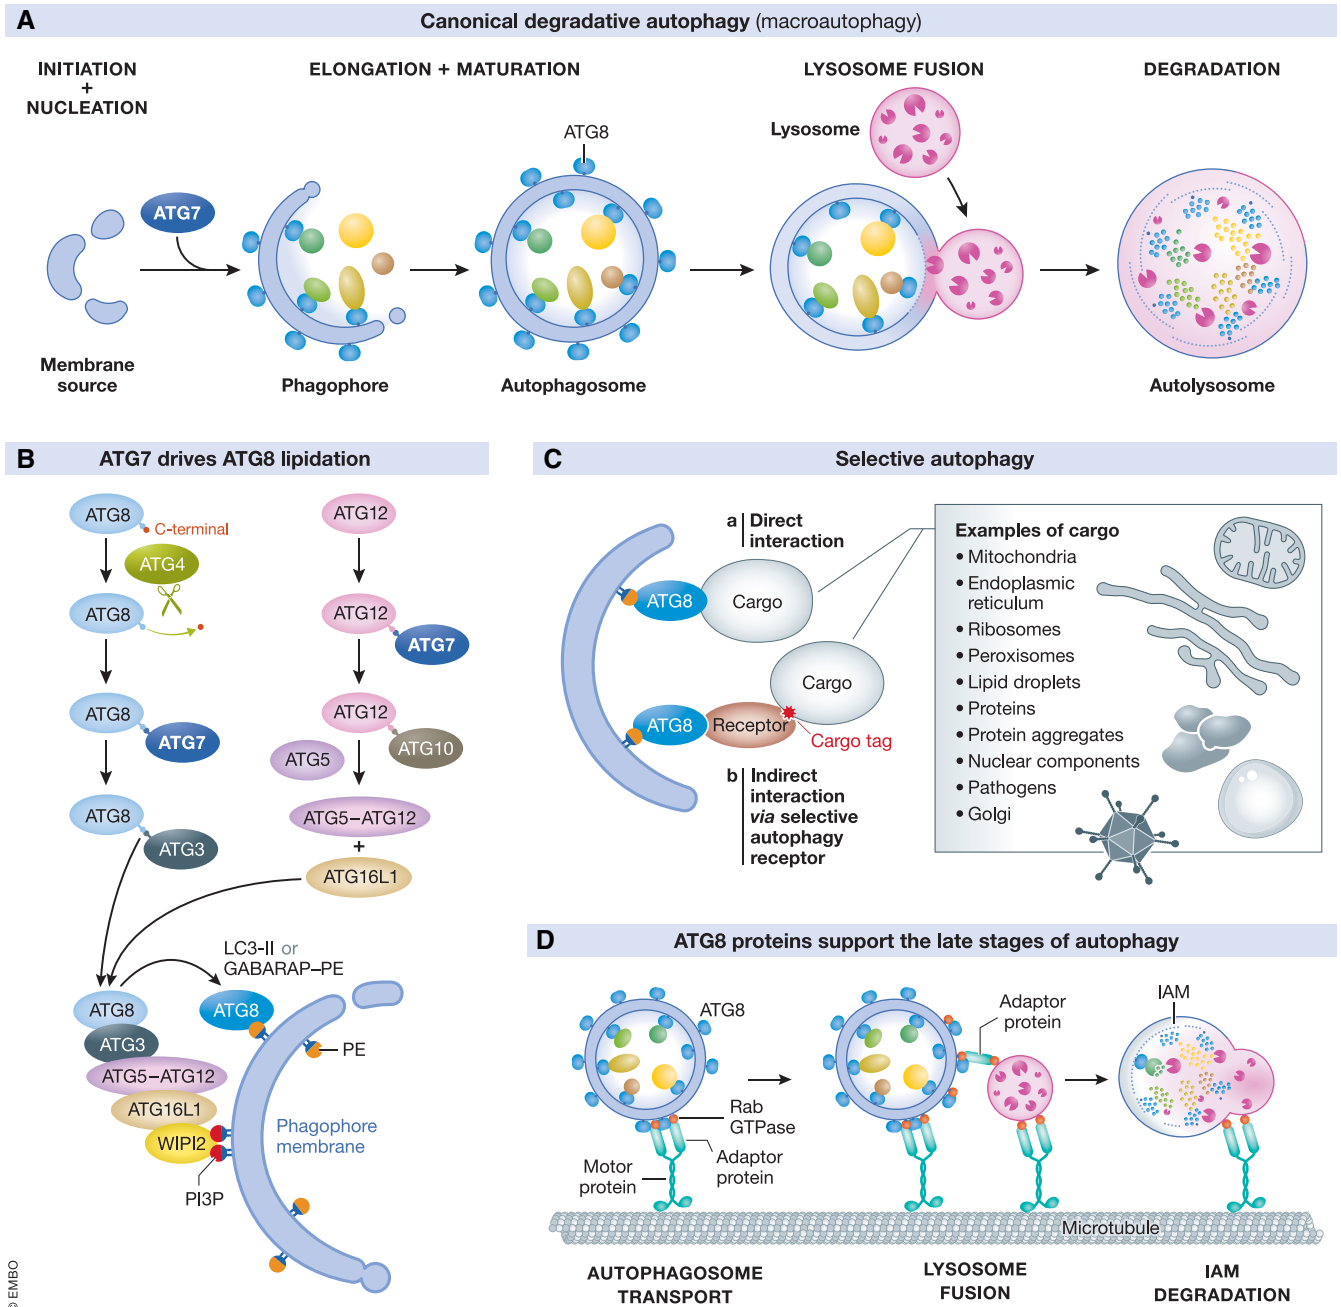 A
Canonical degradative autophagy (macroautophagy)
INITIATION
+
NUCLEATION
ELONGATION + MATURATION
LYSOSOME FUSION
DEGRADATION
ATG8
Lysosome
ATG7
Membrane
source
Phagophore
Autophagosome
Autolysosome
B
ATG7 drives ATG8 lipidation
ATG8
C-terminal
ATG4
ATG8
ATG8
ATG7
ATG8
ATG3
ATG12
ATG12
ATG7
ATG12
ATG10
ATG5
ATG5–ATG12
+
ATG16L1
LC3-II or
GABARAP–PE
ATG8
ATG8
ATG3
PE
ATG5–ATG12
ATG16L1
WIPI2
Phagophore
membrane
PI3P
C
Selective autophagy
a
Direct
interaction
ATG8
Cargo
Cargo
ATG8
Receptor
Cargo tag
b
Indirect
interaction
via selective
autophagy
receptor
Examples of cargo
• Mitochondria
• Endoplasmic
reticulum
• Ribosomes
• Peroxisomes
• Lipid droplets
• Proteins
• Protein aggregates
• Nuclear components
• Pathogens
• Golgi
D
ATG8 proteins support the late stages of autophagy
ATG8
Adaptor
protein
IAM
Rab
GTPase
Adaptor
protein
Motor
protein
Microtubule
AUTOPHAGOSOME
TRANSPORT
LYSOSOME
FUSION
IAM
DEGRADATION
© EMBO